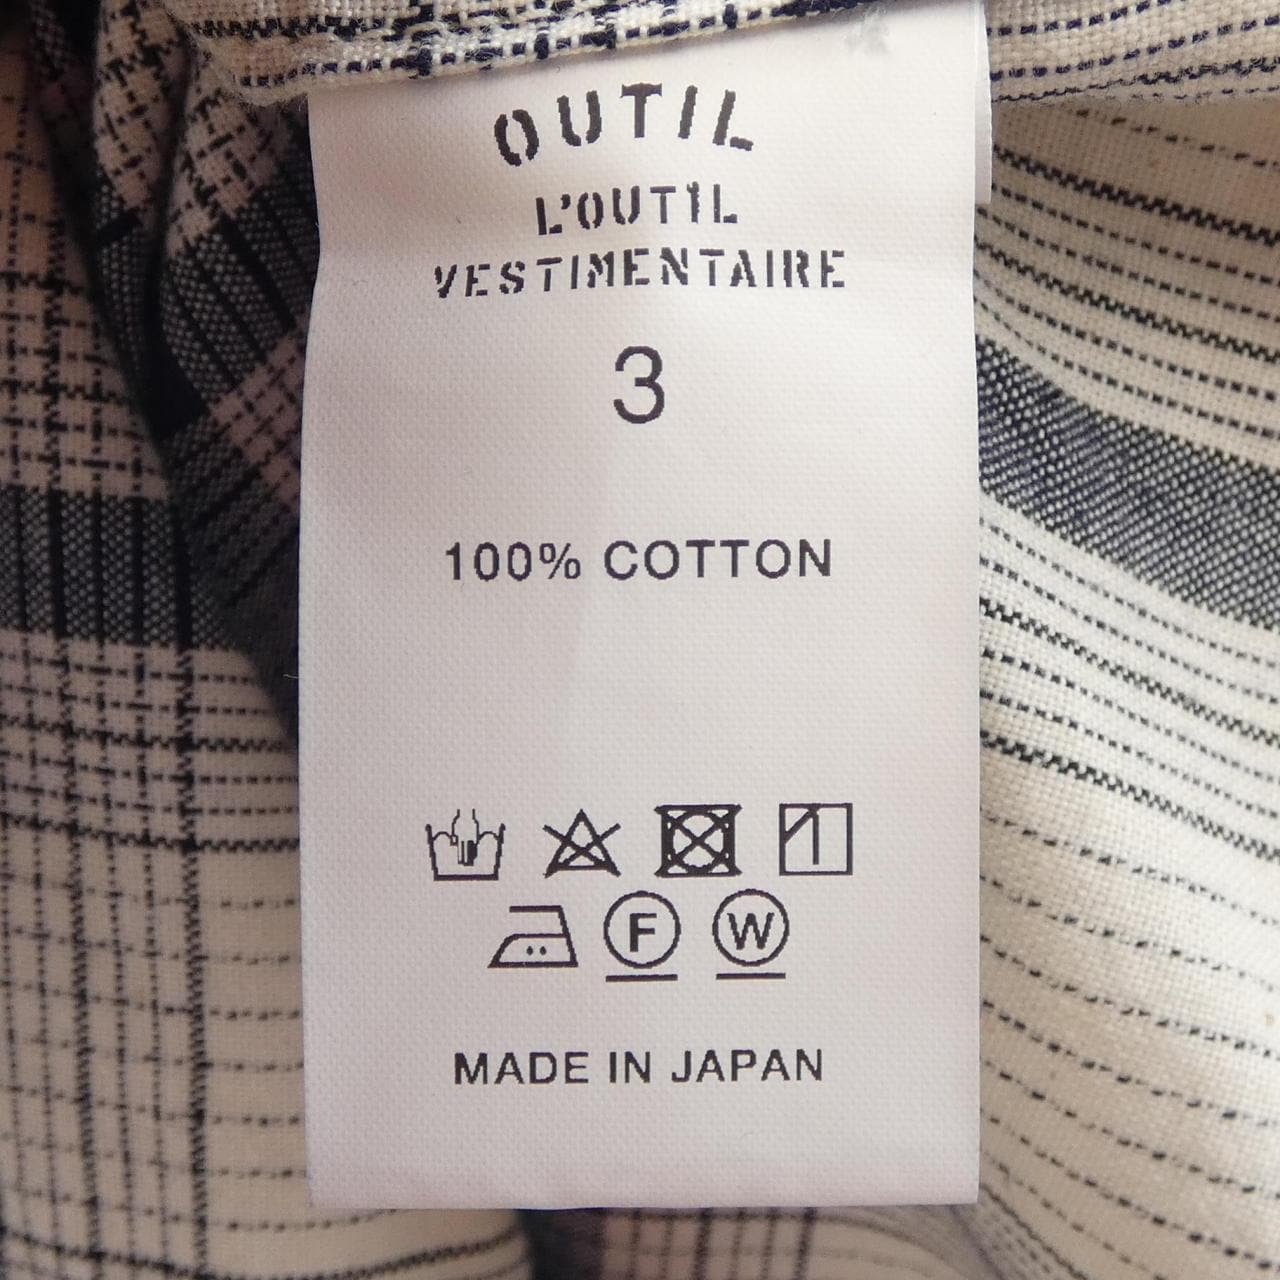 OUTIL
L'OUTIL
VESTIMENTAIRE
3
100% COTTON
F W
MADE IN JAPAN